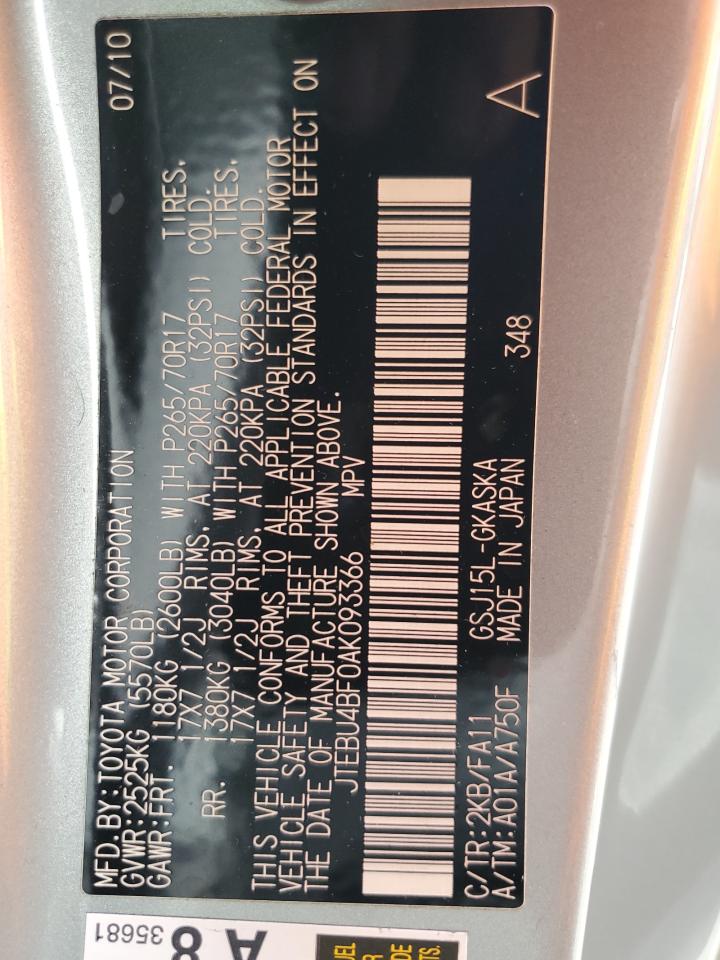 MFD.BY:TOYOTA MOTOR CORPORATION 07/10
GVWR:2525KG (5570LB)
GAWR:FRT. 1180KG (2600LB) WITH P265/70R17 TIRES,
17X7 1/2J RIMS, AT 220KPA (32PSI) COLD.
RR. 1380KG (3040LB) WITH P265/70R17 TIRES,
17X7 1/2J RIMS, AT 220KPA (32PSI) COLD.
THIS VEHICLE CONFORMS TO ALL APPLICABLE FEDERAL MOTOR
VEHICLE SAFETY AND THEFT PREVENTION STANDARDS IN EFFECT ON
THE DATE OF MANUFACTURE SHOWN ABOVE.
JTEBU4BF0AK093366 MPV
C/TR:2KB/FA11 GSJ15L-GKASKA
A/TM:A01A/A750F MADE IN JAPAN 348 A
35681
A 8
UEL
R
DE
TS.